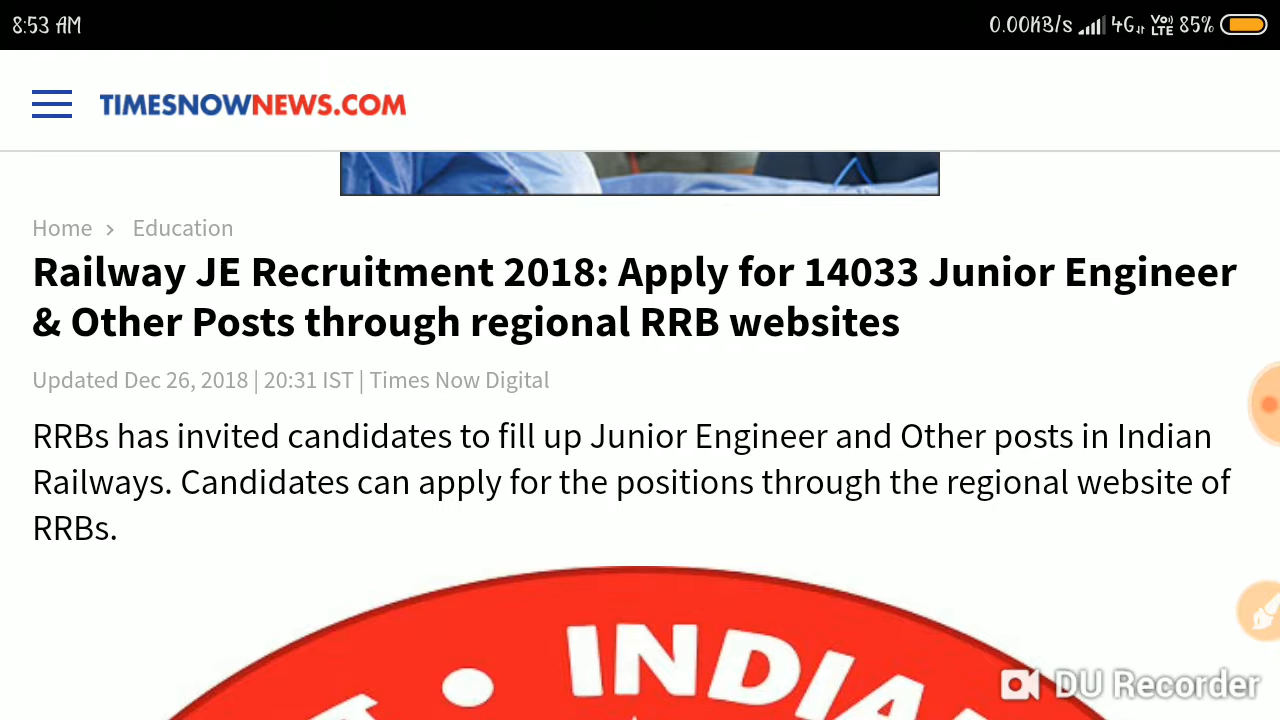 8:53 AM
0.00KB/s 4G VoLTE 85%
TIMESNOWNEWS.COM
Home > Education
Railway JE Recruitment 2018: Apply for 14033 Junior Engineer
& Other Posts through regional RRB websites
Updated Dec 26, 2018 | 20:31 IST | Times Now Digital
RRBs has invited candidates to fill up Junior Engineer and Other posts in Indian
Railways. Candidates can apply for the positions through the regional website of
RRBs.
INDIA
DU Recorder